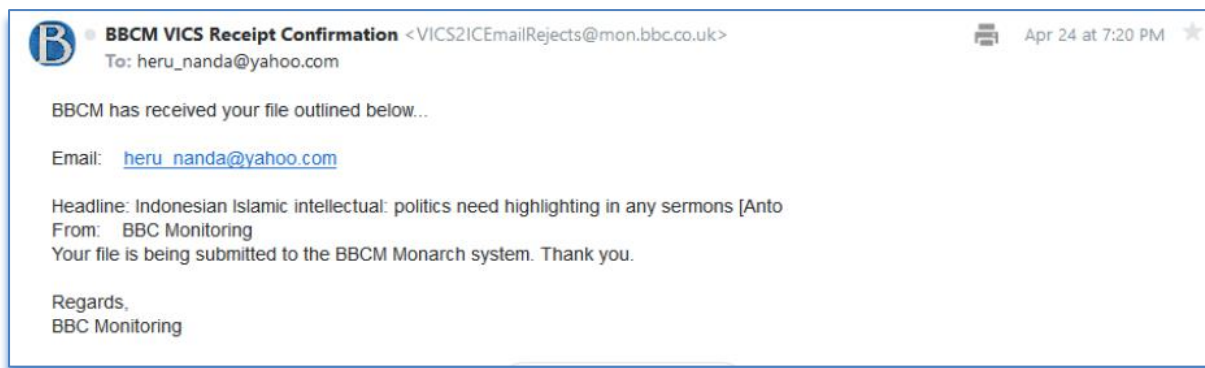 B BBCM VICS Receipt Confirmation <VICS2ICEmailRejects@mon.bbc.co.uk> Apr 24 at 7:20 PM
To: heru_nanda@yahoo.com
BBCM has received your file outlined below...
Email: heru_nanda@yahoo.com
Headline: Indonesian Islamic intellectual: politics need highlighting in any sermons [Anto
From: BBC Monitoring
Your file is being submitted to the BBCM Monarch system. Thank you.
Regards,
BBC Monitoring